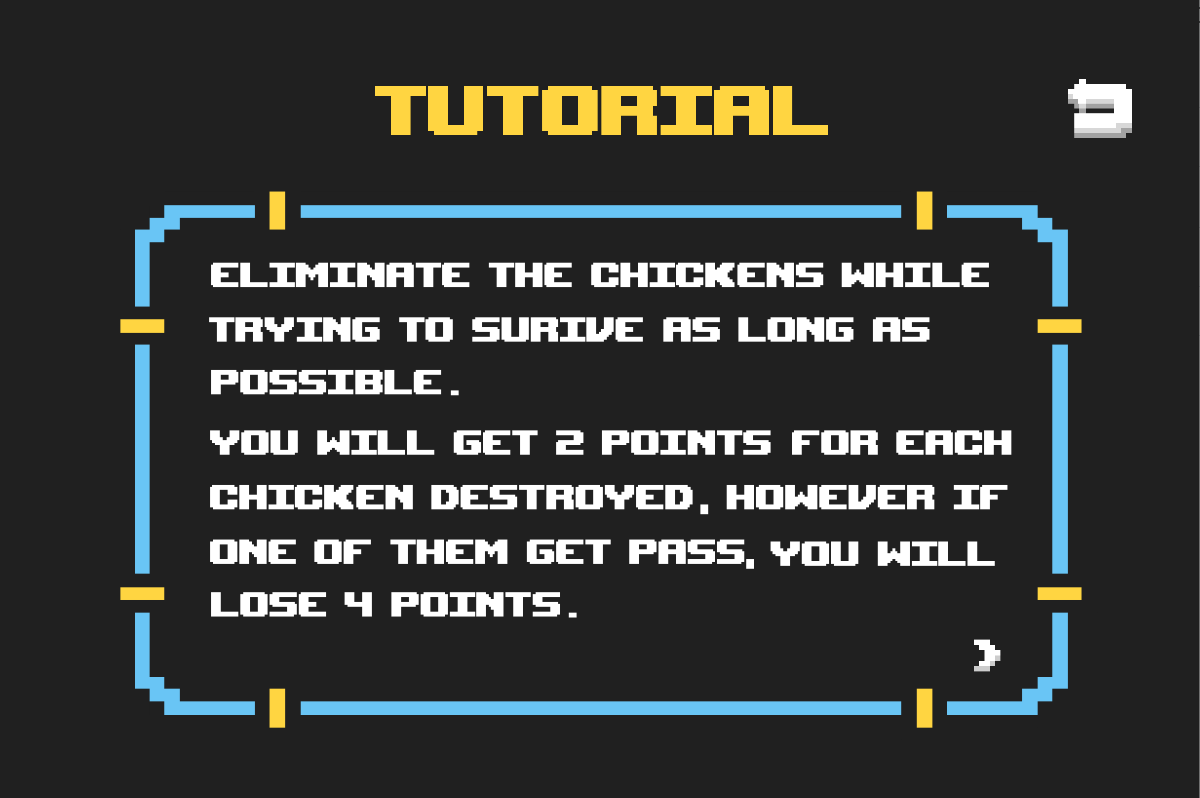 TUTORIAL
ELIMINATE THE CHICKENS WHILE
TRYING TO SURIVE AS LONG AS
POSSIBLE.
YOU WILL GET 2 POINTS FOR EACH
CHICKEN DESTROYED, HOWEVER IF
ONE OF THEM GET PASS, YOU WILL
LOSE 4 POINTS.